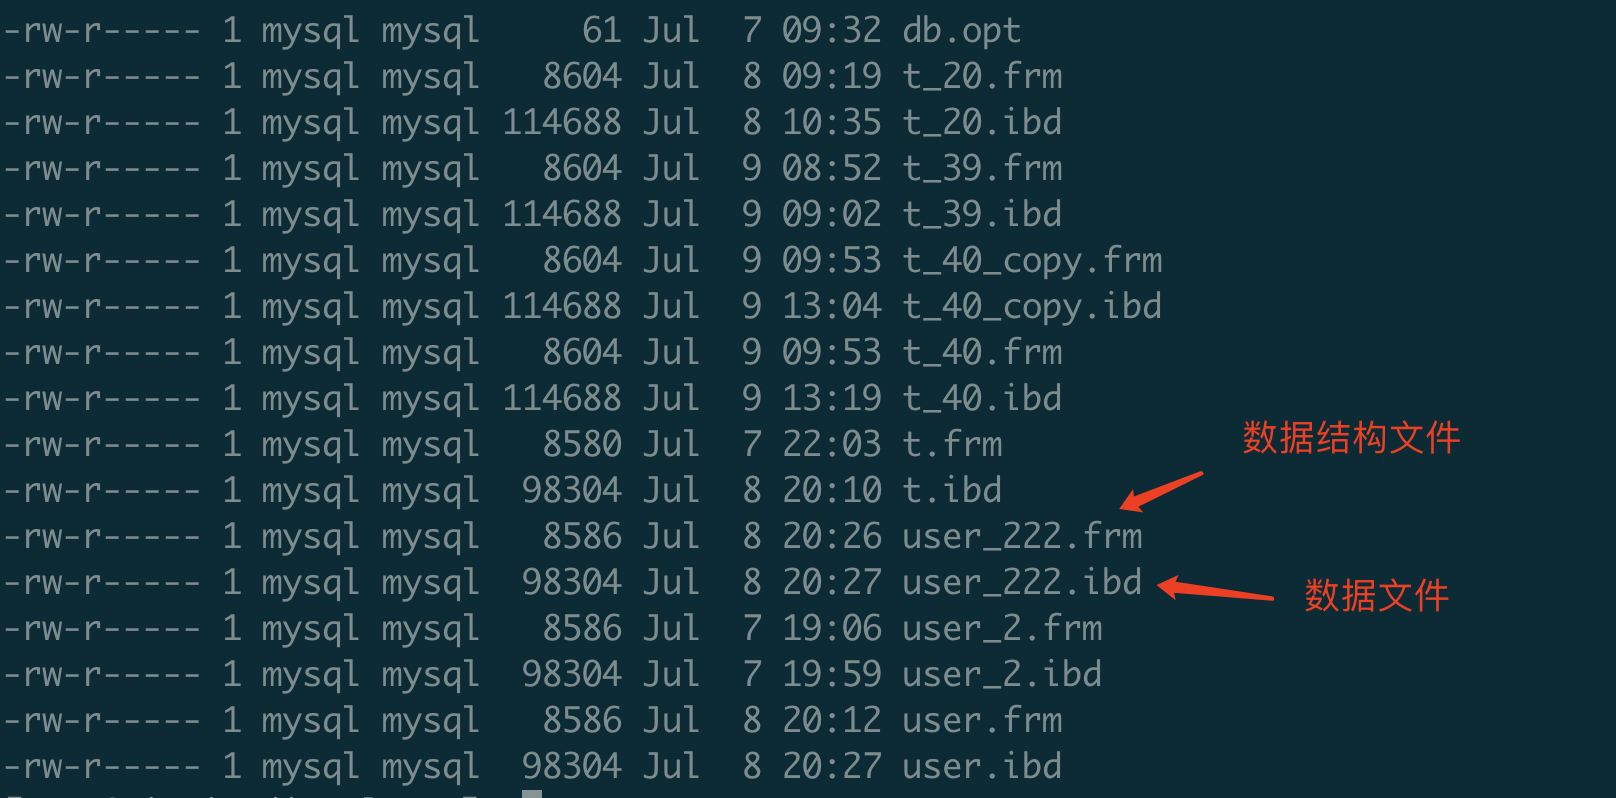 -rw-r----- 1 mysql mysql     61 Jul  7 09:32 db.opt
-rw-r----- 1 mysql mysql   8604 Jul  8 09:19 t_20.frm
-rw-r----- 1 mysql mysql 114688 Jul  8 10:35 t_20.ibd
-rw-r----- 1 mysql mysql   8604 Jul  9 08:52 t_39.frm
-rw-r----- 1 mysql mysql 114688 Jul  9 09:02 t_39.ibd
-rw-r----- 1 mysql mysql   8604 Jul  9 09:53 t_40_copy.frm
-rw-r----- 1 mysql mysql 114688 Jul  9 13:04 t_40_copy.ibd
-rw-r----- 1 mysql mysql   8604 Jul  9 09:53 t_40.frm
-rw-r----- 1 mysql mysql 114688 Jul  9 13:19 t_40.ibd
-rw-r----- 1 mysql mysql   8580 Jul  7 22:03 t.frm
数据结构文件
-rw-r----- 1 mysql mysql  98304 Jul  8 20:10 t.ibd
-rw-r----- 1 mysql mysql   8586 Jul  8 20:26 user_222.frm
-rw-r----- 1 mysql mysql  98304 Jul  8 20:27 user_222.ibd
数据文件
-rw-r----- 1 mysql mysql   8586 Jul  7 19:06 user_2.frm
-rw-r----- 1 mysql mysql  98304 Jul  7 19:59 user_2.ibd
-rw-r----- 1 mysql mysql   8586 Jul  8 20:12 user.frm
-rw-r----- 1 mysql mysql  98304 Jul  8 20:27 user.ibd